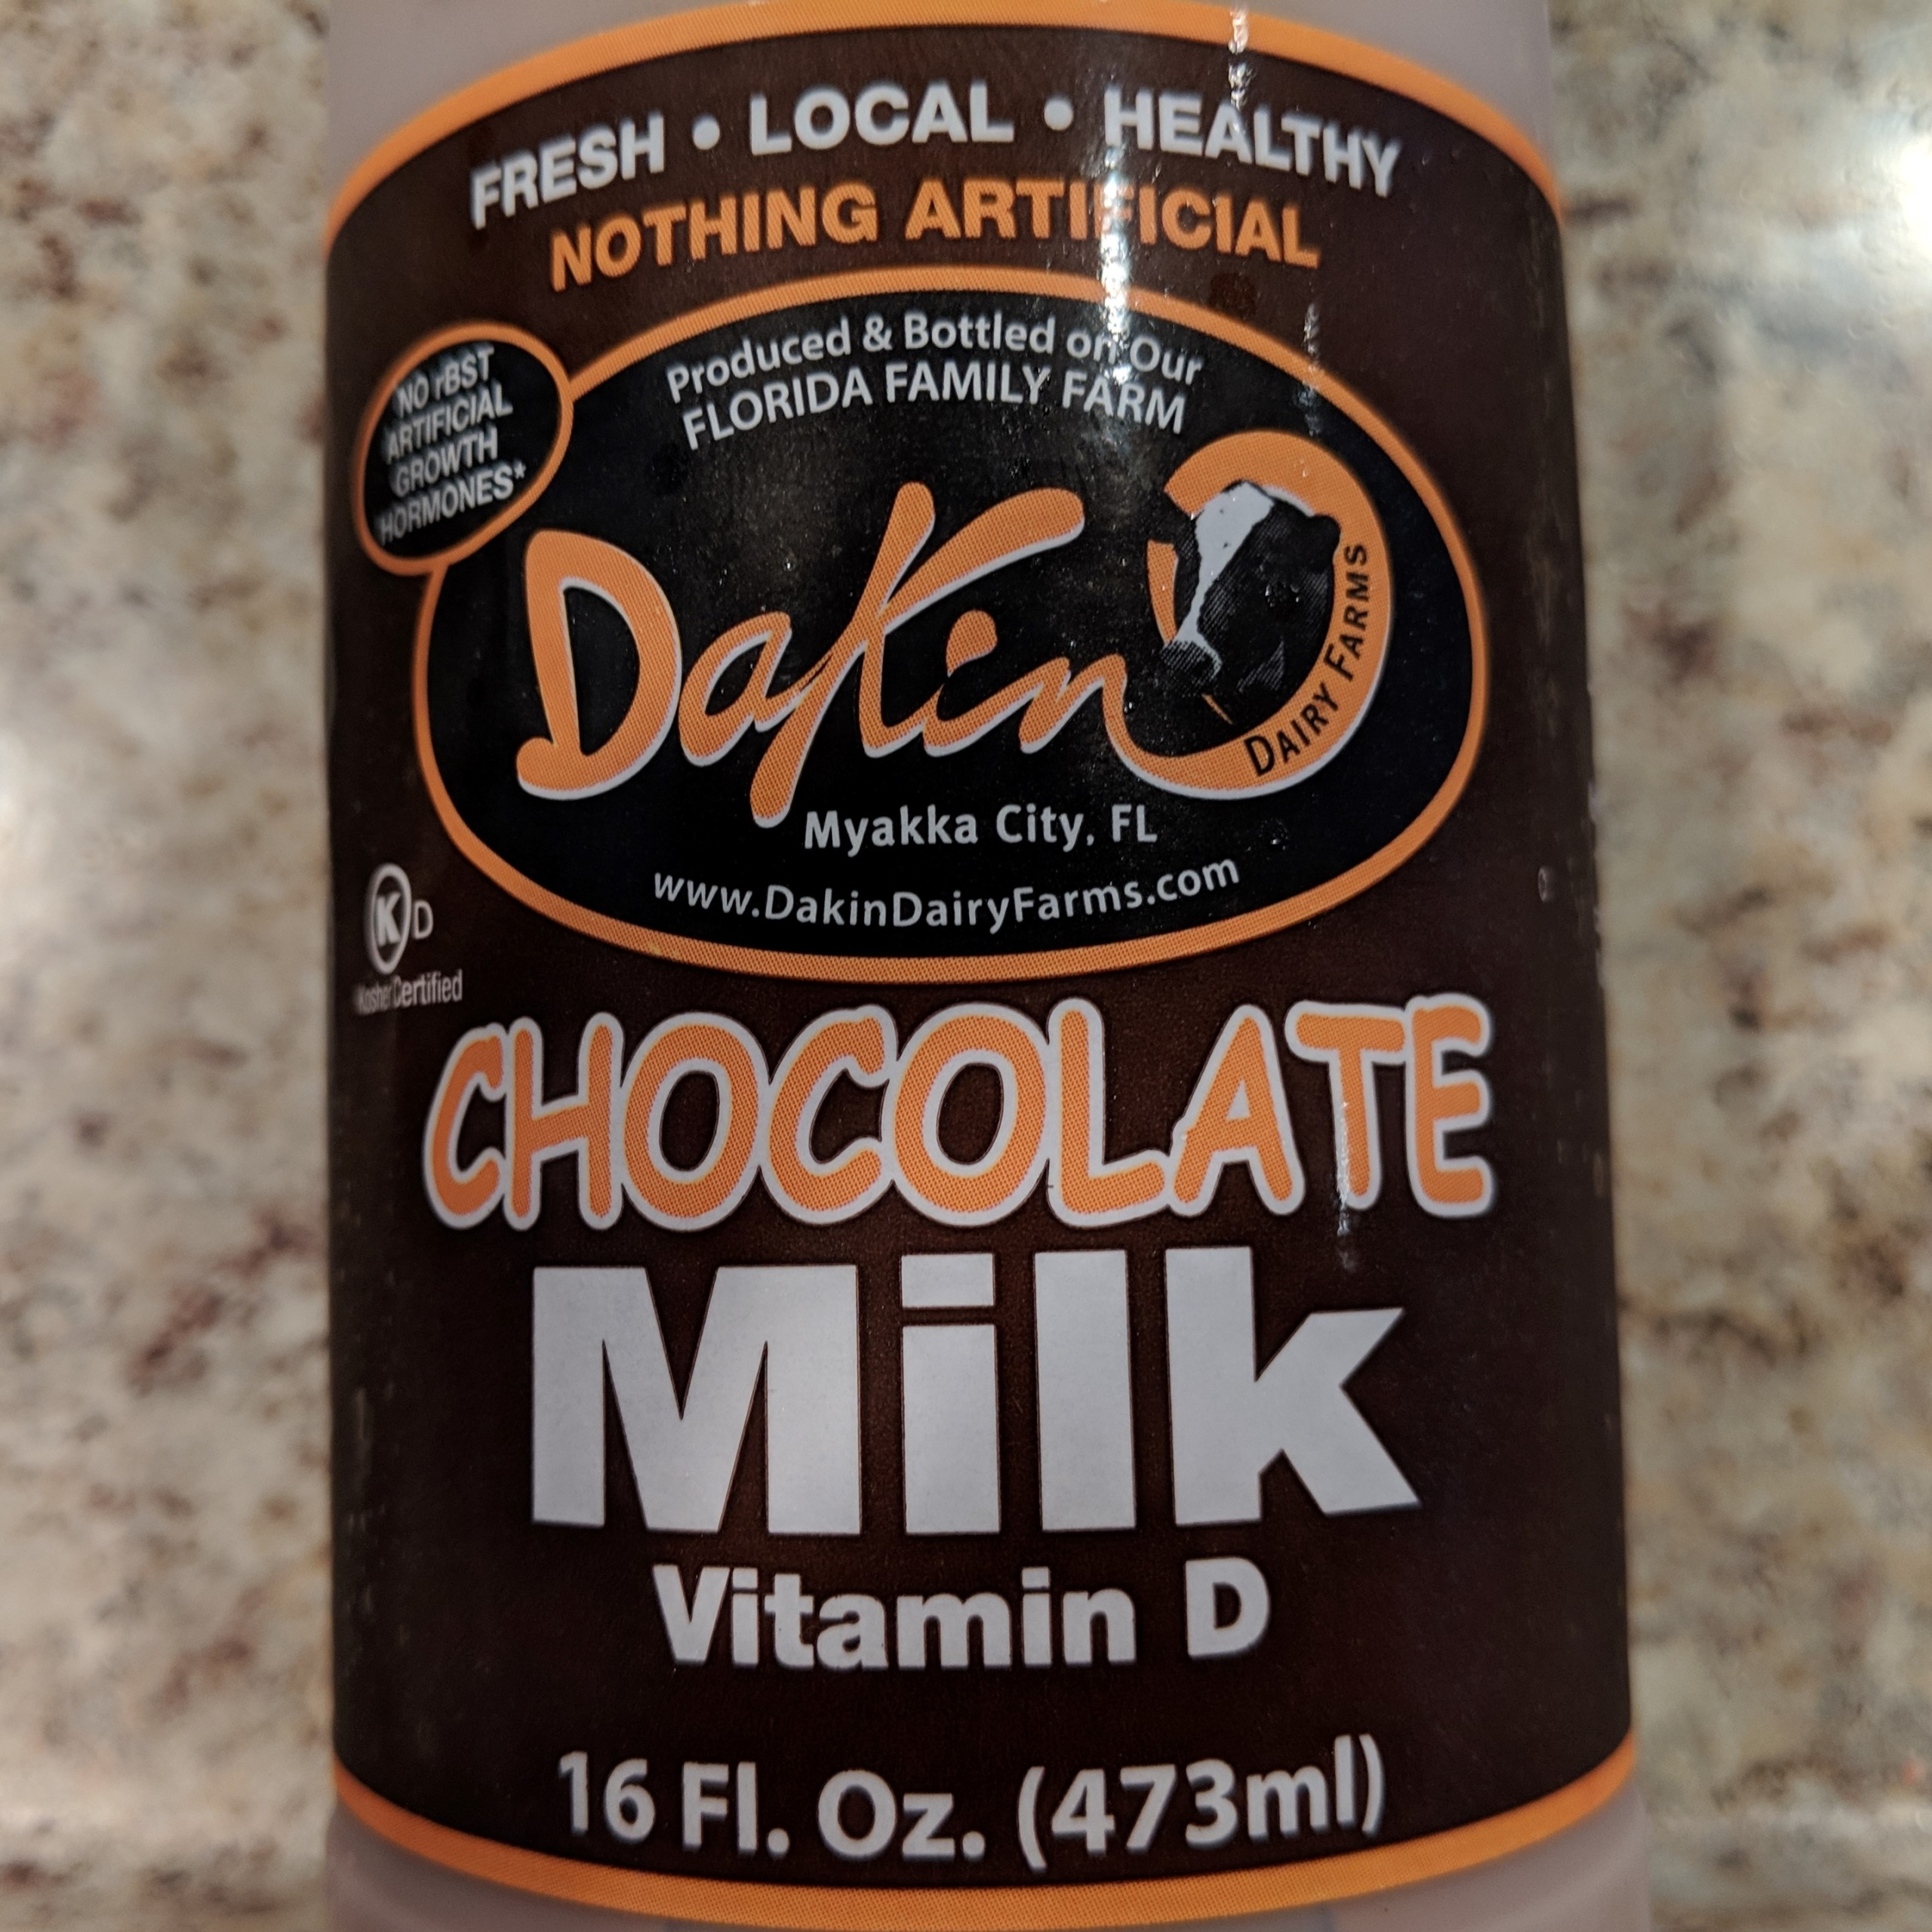 FRESH • LOCAL • HEALTHY
NOTHING ARTIFICIAL
Produced & Bottled on Our
FLORIDA FAMILY FARM
NO rBST
ARTIFICIAL
GROWTH
HORMONES*
Dakin
DAIRY FARMS
Myakka City, FL
www.DakinDairyFarms.com
K D
Kosher Certified
CHOCOLATE
Milk
Vitamin D
16 Fl. Oz. (473ml)